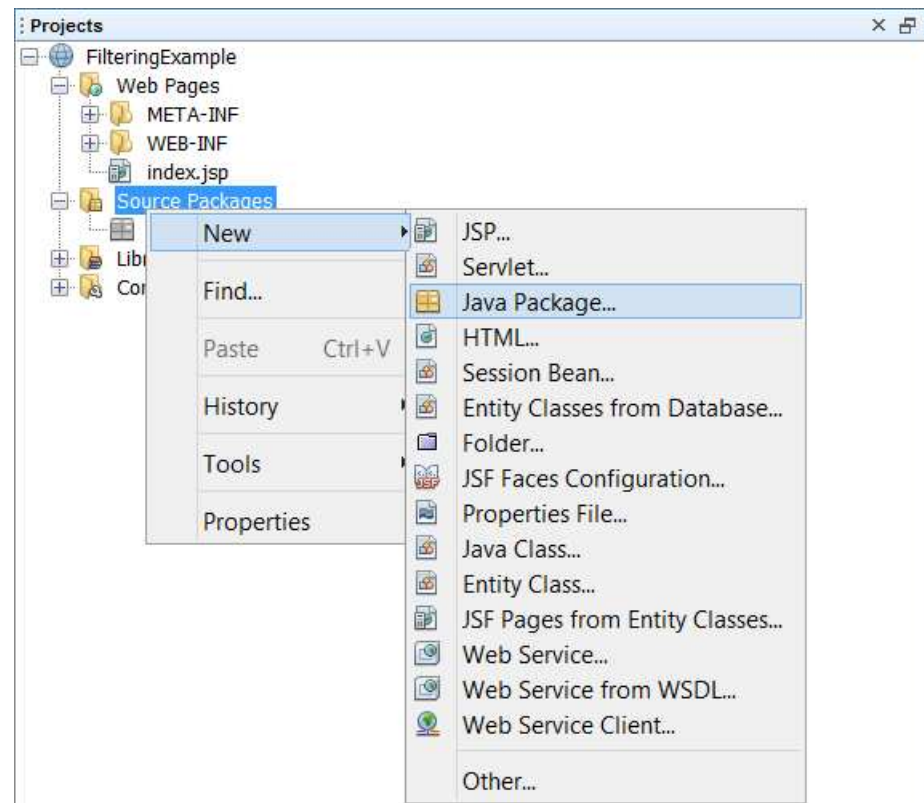 Projects
FilteringExample
Web Pages
META-INF
WEB-INF
index.jsp
Source Packages
New
Find...
Paste Ctrl+V
History
Tools
Properties
JSP...
Servlet...
Java Package...
HTML...
Session Bean...
Entity Classes from Database...
Folder...
JSF Faces Configuration...
Properties File...
Java Class...
Entity Class...
JSF Pages from Entity Classes...
Web Service...
Web Service from WSDL...
Web Service Client...
Other...